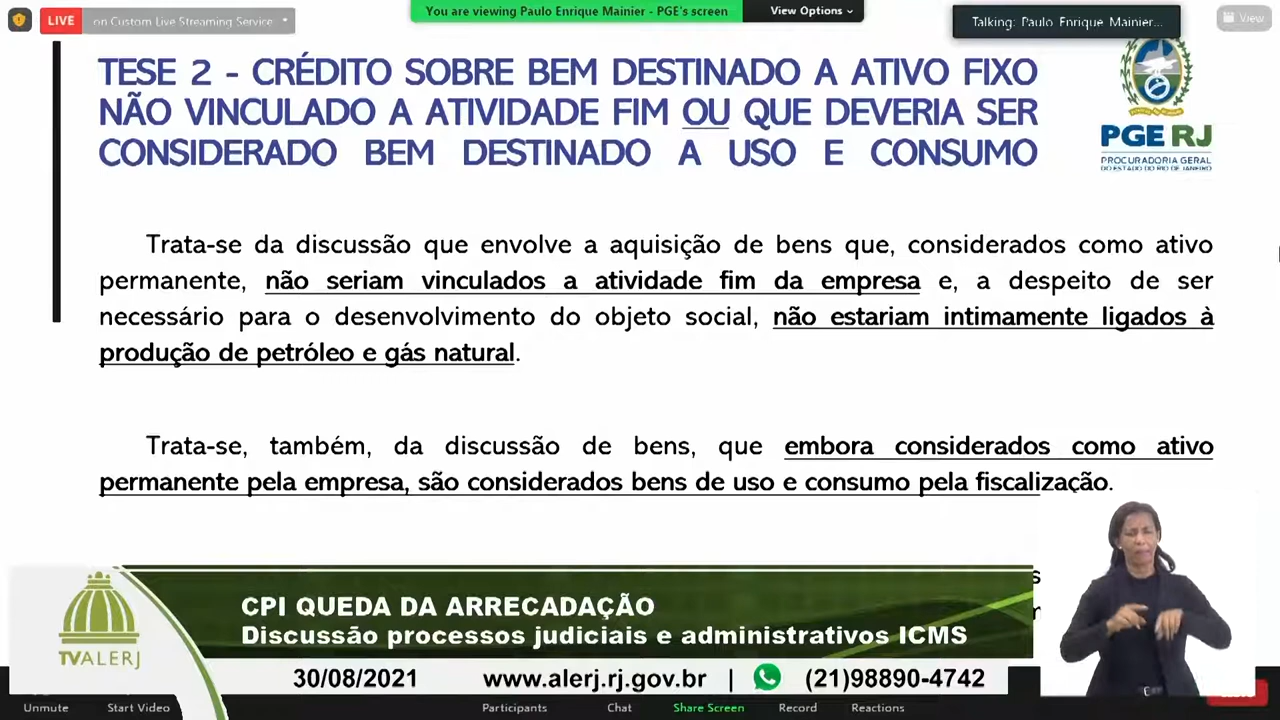 LIVE
on Custom Live Streaming Service
You are viewing Paulo Enrique Mainier - PGE's screen
View Options
Talking: Paulo Enrique Mainier...
View
TESE 2 - CRÉDITO SOBRE BEM DESTINADO A ATIVO FIXO
NÃO VINCULADO A ATIVIDADE FIM OU QUE DEVERIA SER
CONSIDERADO BEM DESTINADO A USO E CONSUMO
PGE RJ
PROCURADORIA GERAL
DO ESTADO DO RIO DE JANEIRO
Trata-se da discussão que envolve a aquisição de bens que, considerados como ativo
permanente, não seriam vinculados a atividade fim da empresa e, a despeito de ser
necessário para o desenvolvimento do objeto social, não estariam intimamente ligados à
produção de petróleo e gás natural.
Trata-se, também, da discussão de bens, que embora considerados como ativo
permanente pela empresa, são considerados bens de uso e consumo pela fiscalização.
CPI QUEDA DA ARRECADAÇÃO
Discussão processos judiciais e administrativos ICMS
TVALERJ
30/08/2021 www.alerj.rj.gov.br | (21)98890-4742
Unmute Start Video Participants Chat Share Screen Record Reactions